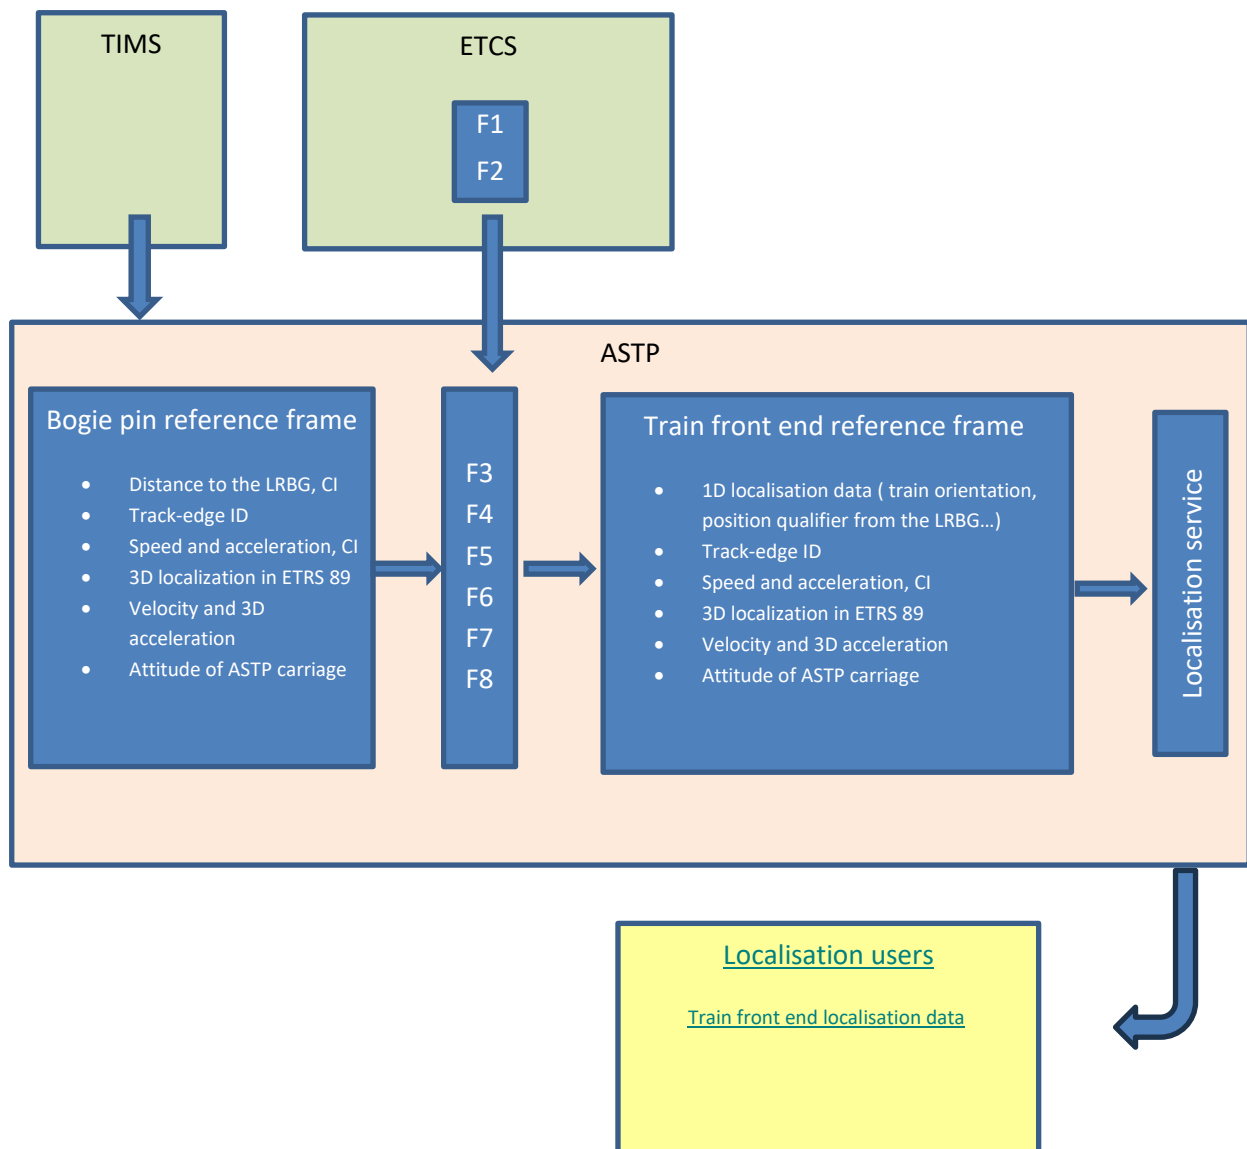 TIMS
ETCS
F1
F2
ASTP
Bogie pin reference frame
• Distance to the LRBG, CI
• Track-edge ID
• Speed and acceleration, CI
• 3D localization in ETRS 89
• Velocity and 3D
acceleration
• Attitude of ASTP carriage
F3
F4
F5
F6
F7
F8
Train front end reference frame
• 1D localisation data ( train orientation,
position qualifier from the LRBG…)
• Track-edge ID
• Speed and acceleration, CI
• 3D localization in ETRS 89
• Velocity and 3D acceleration
• Attitude of ASTP carriage
Localisation service
Localisation users
Train front end localisation data